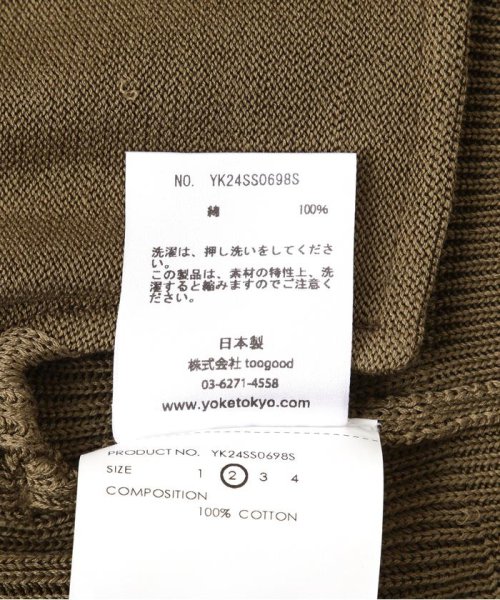 NO. YK24SS0698S
綿 100%
洗濯は、押し洗いをしてくださ
い。
この製品は、素材の特性上、洗
濯すると縮みますのでご注意く
ださい。
日本製
株式会社 toogood
03-6271-4558
www.yoketokyo.com
PRODUCT NO. YK24SS0698S
SIZE 1 2 3 4
COMPOSITION
100% COTTON